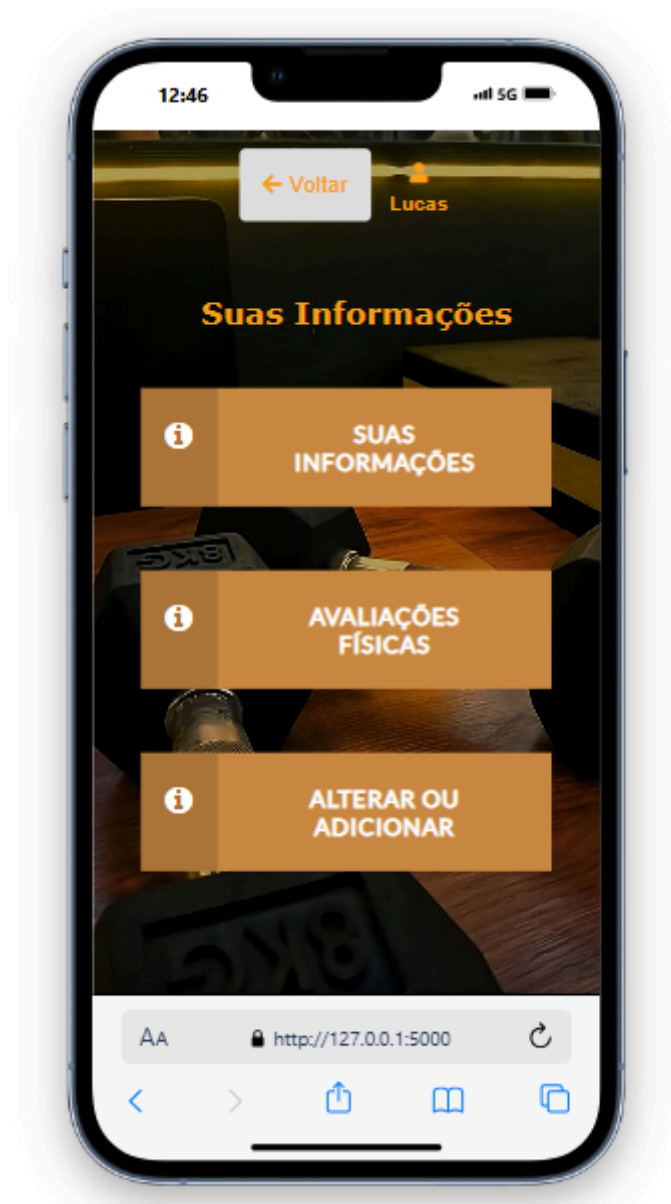 12:46
5G
Voltar
Lucas
Suas Informações
SUAS
INFORMAÇÕES
8KG
AVALIAÇÕES
FÍSICAS
ALTERAR OU
ADICIONAR
8KG
AA
http://127.0.0.1:5000